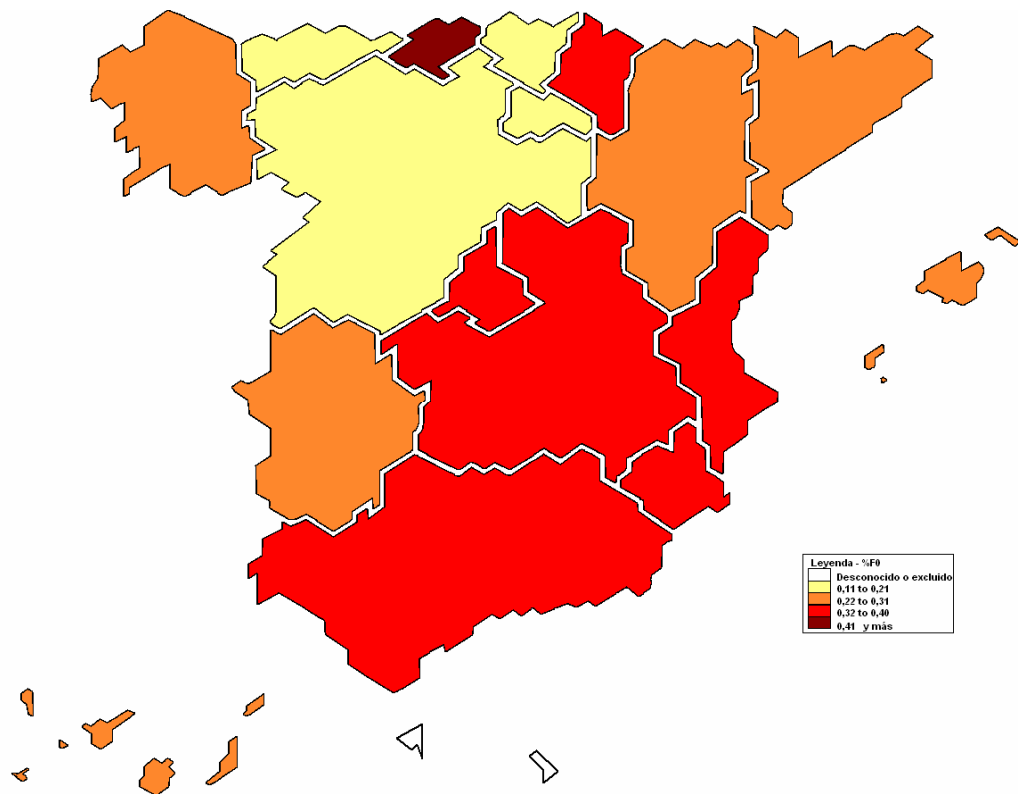 Leyenda - %F0
Desconocido o excluido
0,11 to 0,21
0,22 to 0,31
0,32 to 0,40
0,41 y más